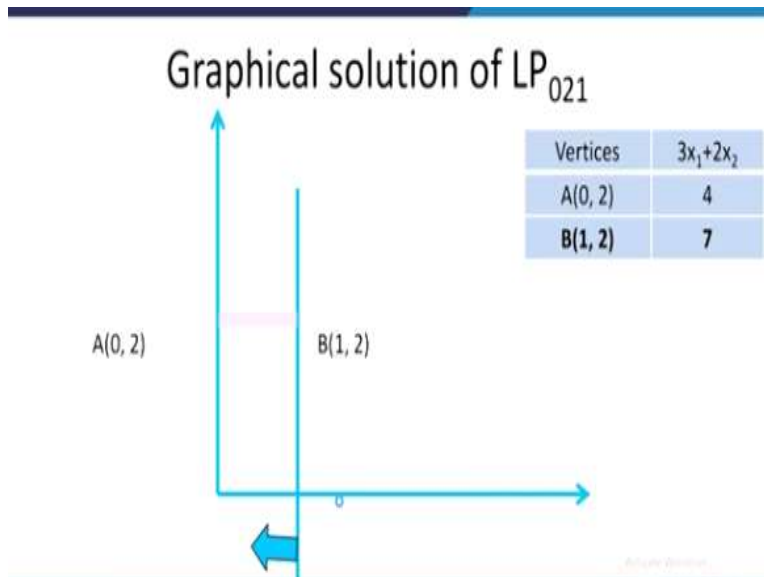 Graphical solution of LP₀₂₁
Vertices 3x₁+2x₂
A(0, 2) 4
B(1, 2) 7
A(0, 2) B(1, 2)